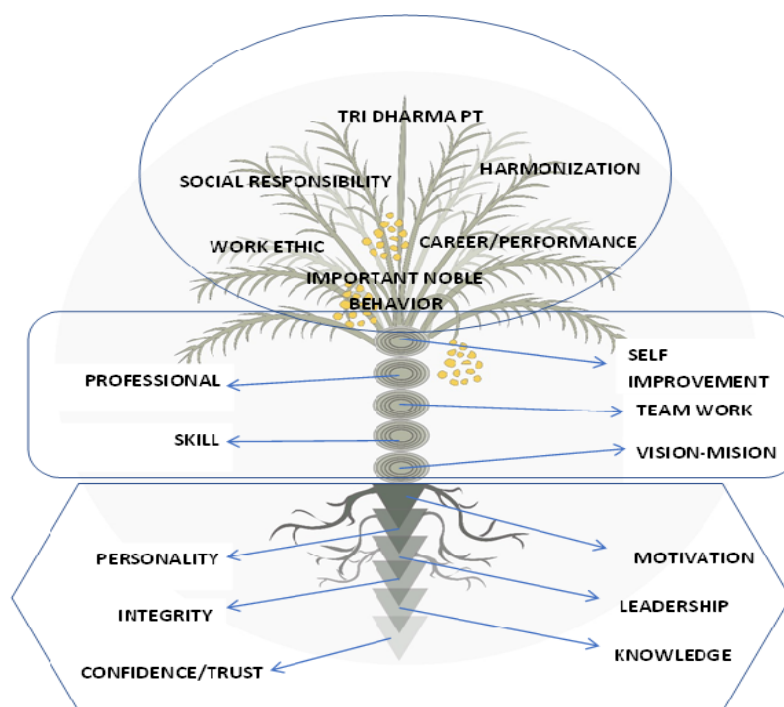 TRI DHARMA PT
HARMONIZATION
SOCIAL RESPONSIBILITY
WORK ETHIC
CAREER/PERFORMANCE
IMPORTANT NOBLE
BEHAVIOR
SELF
IMPROVEMENT
PROFESSIONAL
TEAM WORK
SKILL
VISION-MISION
PERSONALITY
MOTIVATION
INTEGRITY
LEADERSHIP
KNOWLEDGE
CONFIDENCE/TRUST